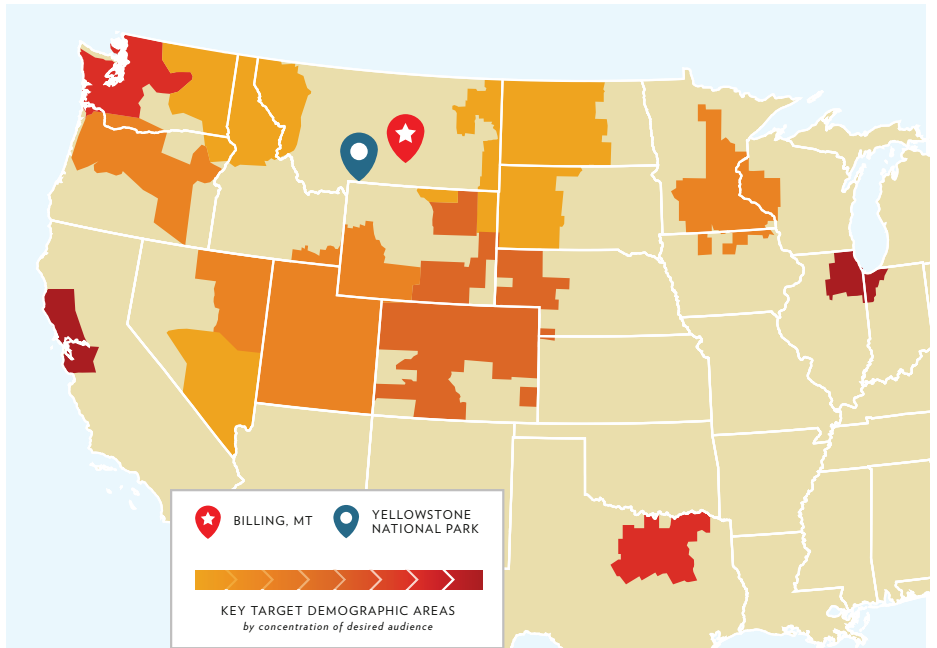 BILLING, MT
YELLOWSTONE
NATIONAL PARK
KEY TARGET DEMOGRAPHIC AREAS
by concentration of desired audience